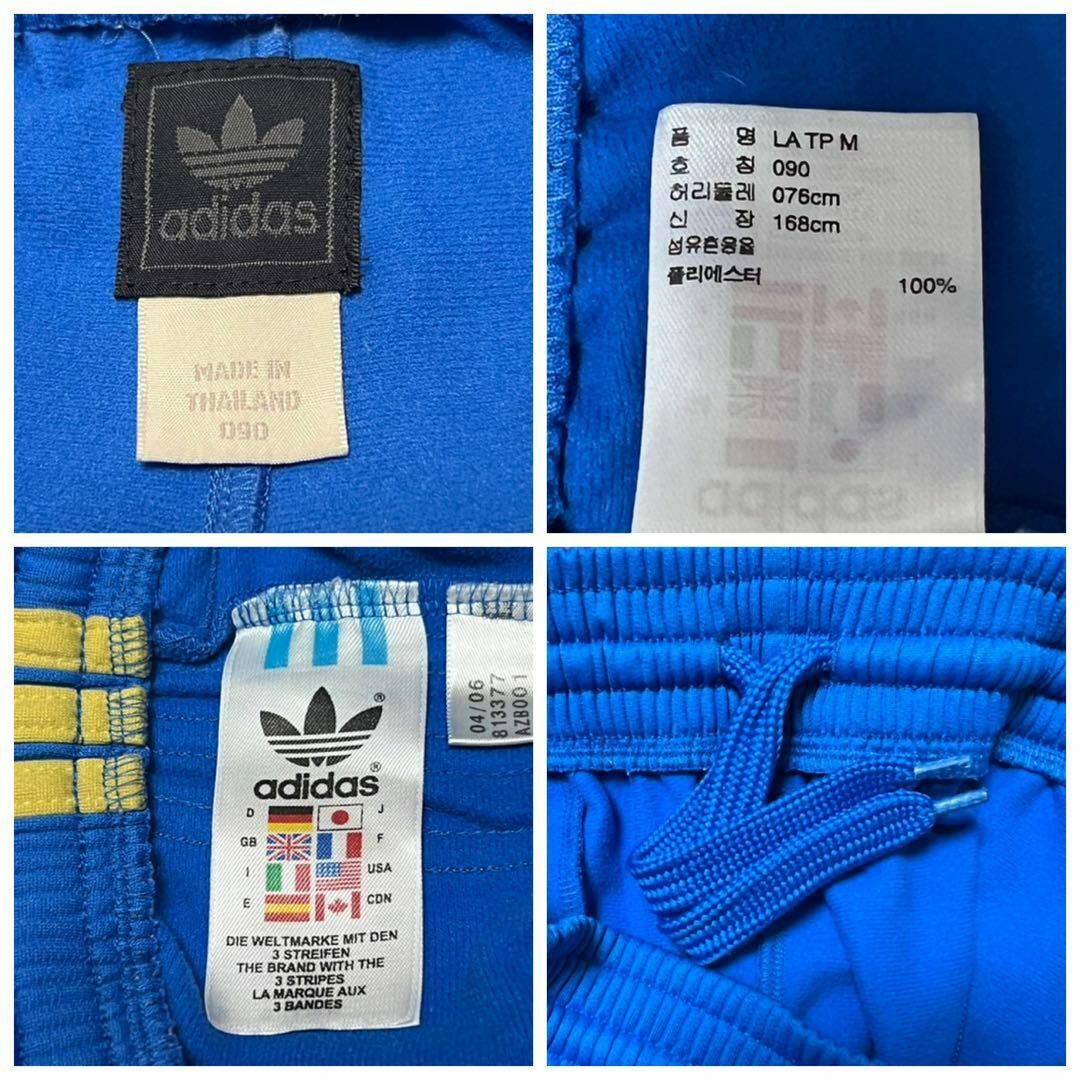 adidas
MADE IN
THAILAND
090
품 명 LA TP M
호 칭 090
허리둘레 076cm
신 장 168cm
섬유혼용율
폴리에스터 100%
adidas
®
adidas®
D J
GB F
I USA
E CDN
DIE WELTMARKE MIT DEN
3 STREIFEN
THE BRAND WITH THE
3 STRIPES
LA MARQUE AUX
3 BANDES
04/06
813377
AZB001